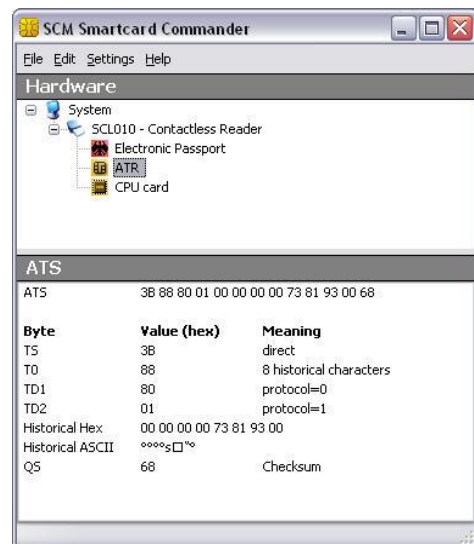 SCM Smartcard Commander
File Edit Settings Help
Hardware
System
SCL010 - Contactless Reader
Electronic Passport
ATR
CPU card
ATS
ATS 3B 88 80 01 00 00 00 00 73 81 93 00 68
Byte Value (hex) Meaning
TS 3B direct
T0 88 8 historical characters
TD1 80 protocol=0
TD2 01 protocol=1
Historical Hex 00 00 00 00 73 81 93 00
Historical ASCII °°°°s□"°
QS 68 Checksum